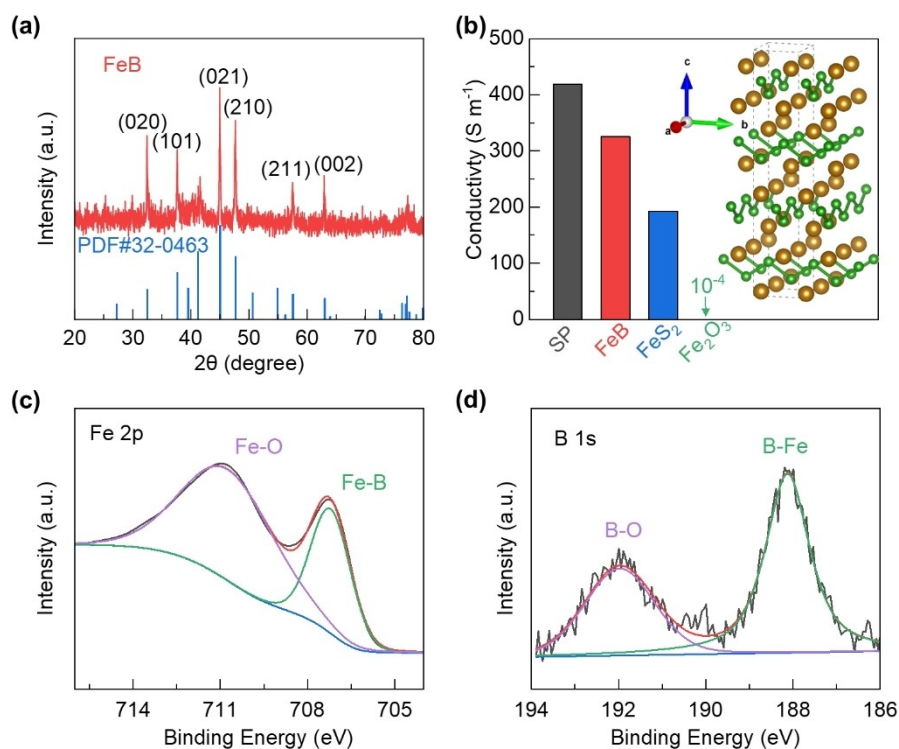 (a)
FeB
(020)
(101)
(021)
(210)
(211)
(002)
PDF#32-0463
Intensity (a.u.)
20 30 40 50 60 70 80
2θ (degree)
(b)
500
400
300
200
100
0
Conductivty (S m⁻¹)
c
b
a
10⁻⁴
SP
FeB
FeS₂
Fe₂O₃
(c)
Fe 2p
Fe-O
Fe-B
Intensity (a.u.)
714 711 708 705
Binding Energy (eV)
(d)
B 1s
B-Fe
B-O
Intensity (a.u.)
194 192 190 188 186
Binding Energy (eV)